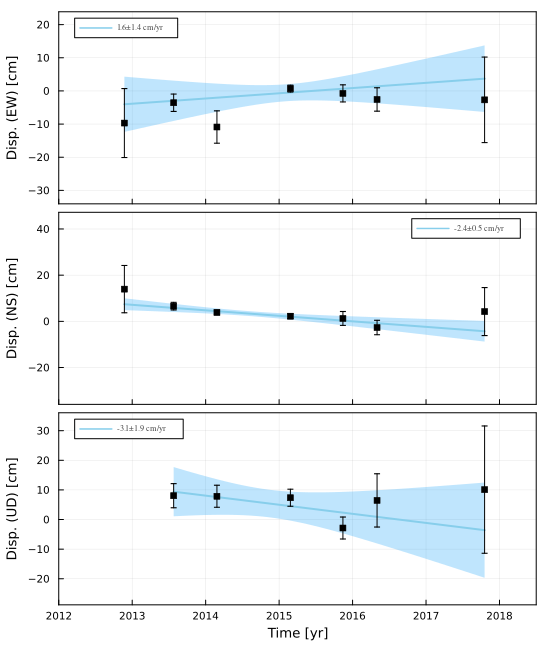 20
1.6±1.4 cm/yr
10
0
−10
−20
−30
Disp. (EW) [cm]
40
-2.4±0.5 cm/yr
20
0
−20
Disp. (NS) [cm]
30
-3.1±1.9 cm/yr
20
10
0
−10
−20
Disp. (UD) [cm]
2012 2013 2014 2015 2016 2017 2018
Time [yr]